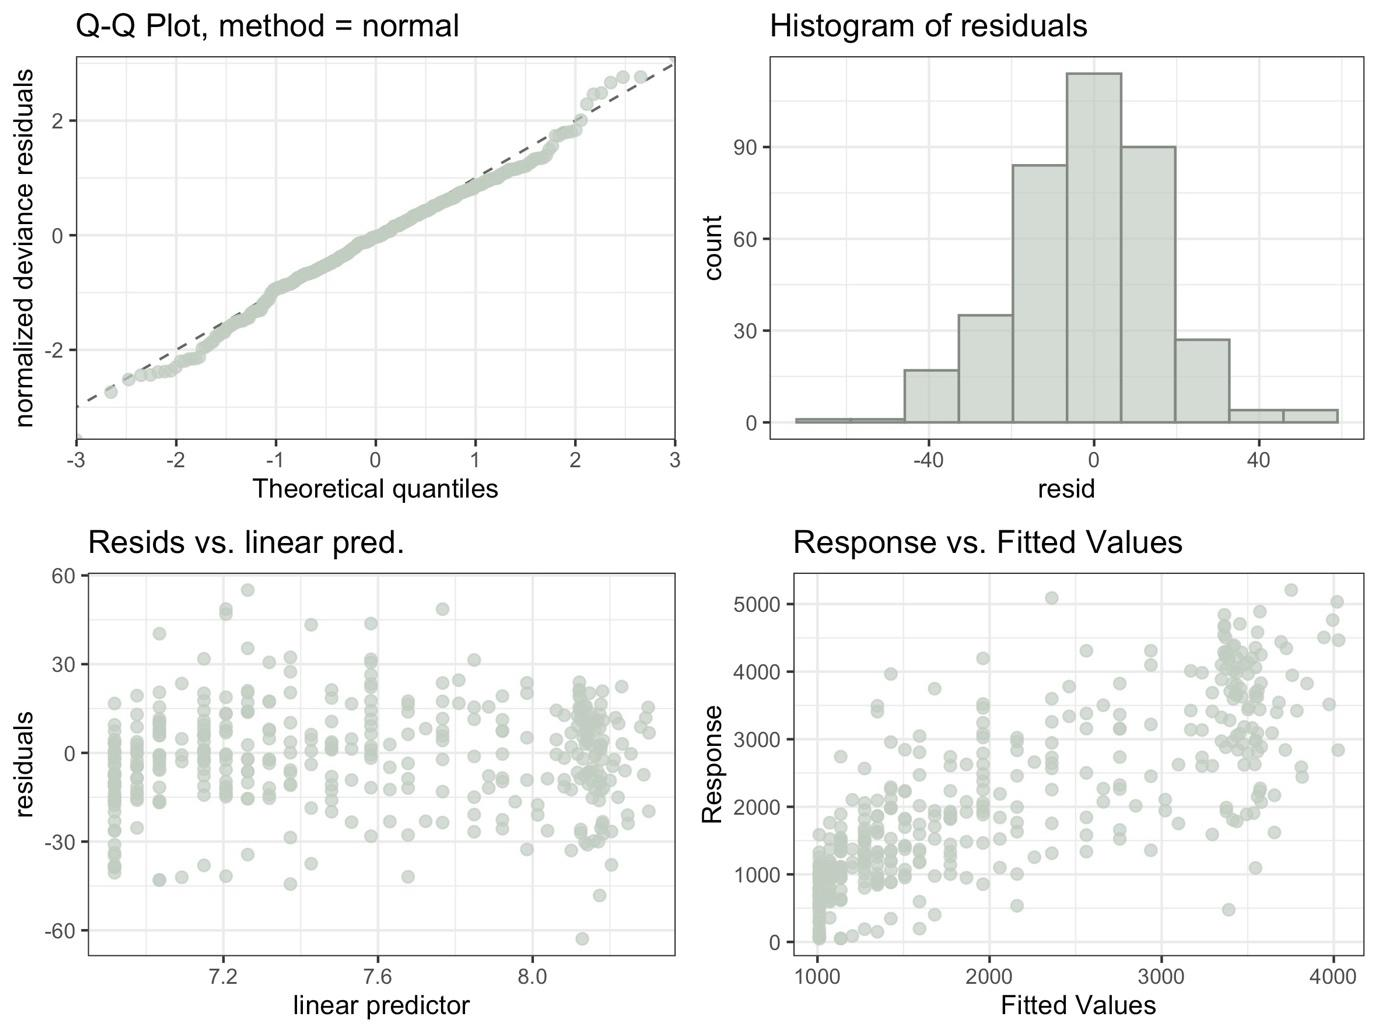 Q-Q Plot, method = normal
normalized deviance residuals
2
0
-2
-3 -2 -1 0 1 2 3
Theoretical quantiles
Histogram of residuals
count
90
60
30
0
-40 0 40
resid
Resids vs. linear pred.
residuals
60
30
0
-30
-60
7.2 7.6 8.0
linear predictor
Response vs. Fitted Values
Response
5000
4000
3000
2000
1000
0
1000 2000 3000 4000
Fitted Values